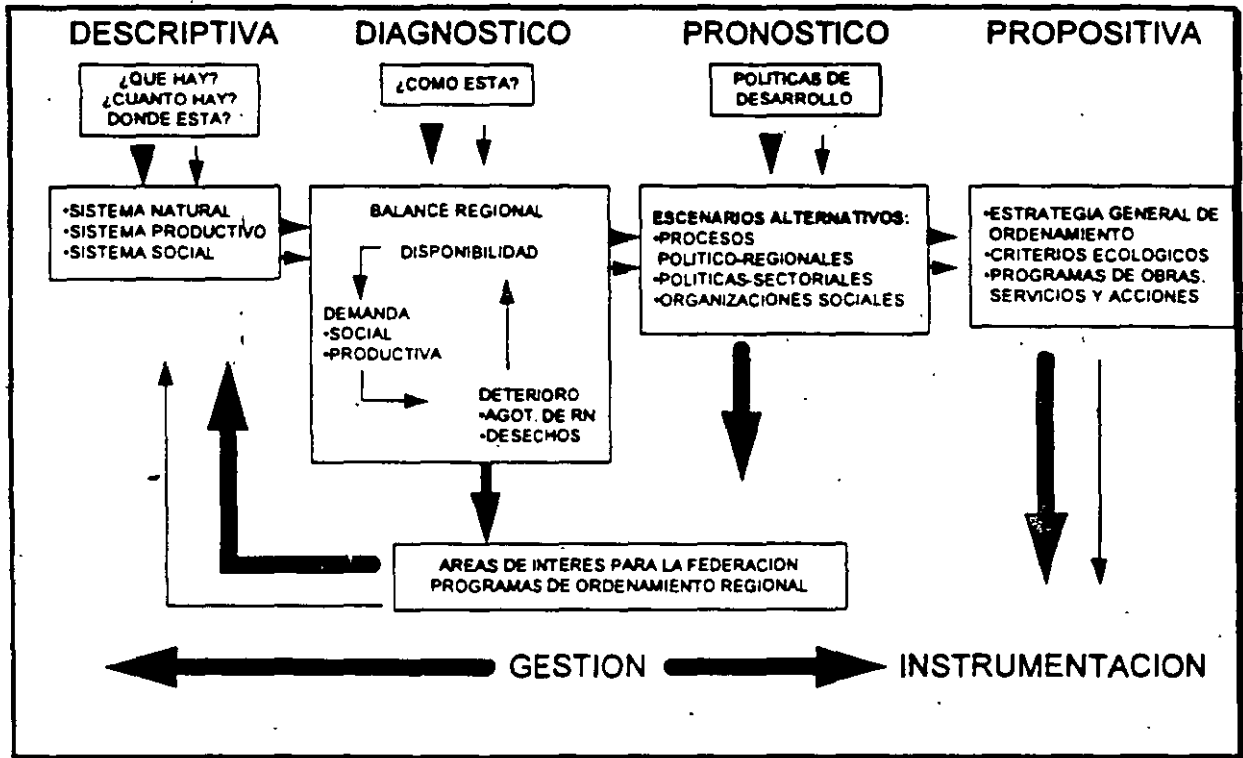 DESCRIPTIVA
¿QUE HAY?
¿CUANTO HAY?
DONDE ESTA?
•SISTEMA NATURAL
•SISTEMA PRODUCTIVO
•SISTEMA SOCIAL
DIAGNOSTICO
¿COMO ESTA?
BALANCE REGIONAL
DISPONIBILIDAD
DEMANDA
•SOCIAL
•PRODUCTIVA
DETERIORO
•AGOT. DE RN
•DESECHOS
PRONOSTICO
POLITICAS DE
DESARROLLO
ESCENARIOS ALTERNATIVOS:
•PROCESOS
POLITICO-REGIONALES
•POLITICAS-SECTORIALES
•ORGANIZACIONES SOCIALES
PROPOSITIVA
•ESTRATEGIA GENERAL DE
ORDENAMIENTO
•CRITERIOS ECOLOGICOS
•PROGRAMAS DE OBRAS.
SERVICIOS Y ACCIONES
AREAS DE INTERES PARA LA FEDERACION
PROGRAMAS DE ORDENAMIENTO REGIONAL
GESTION
INSTRUMENTACION